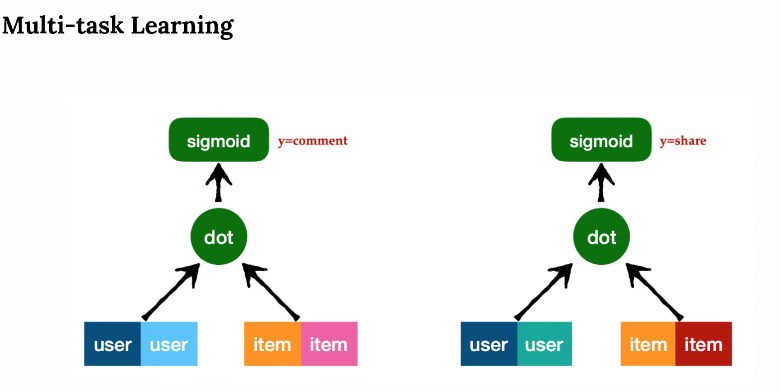 Multi-task Learning
sigmoid y=comment
sigmoid y=share
dot
dot
user user item item
user user item item